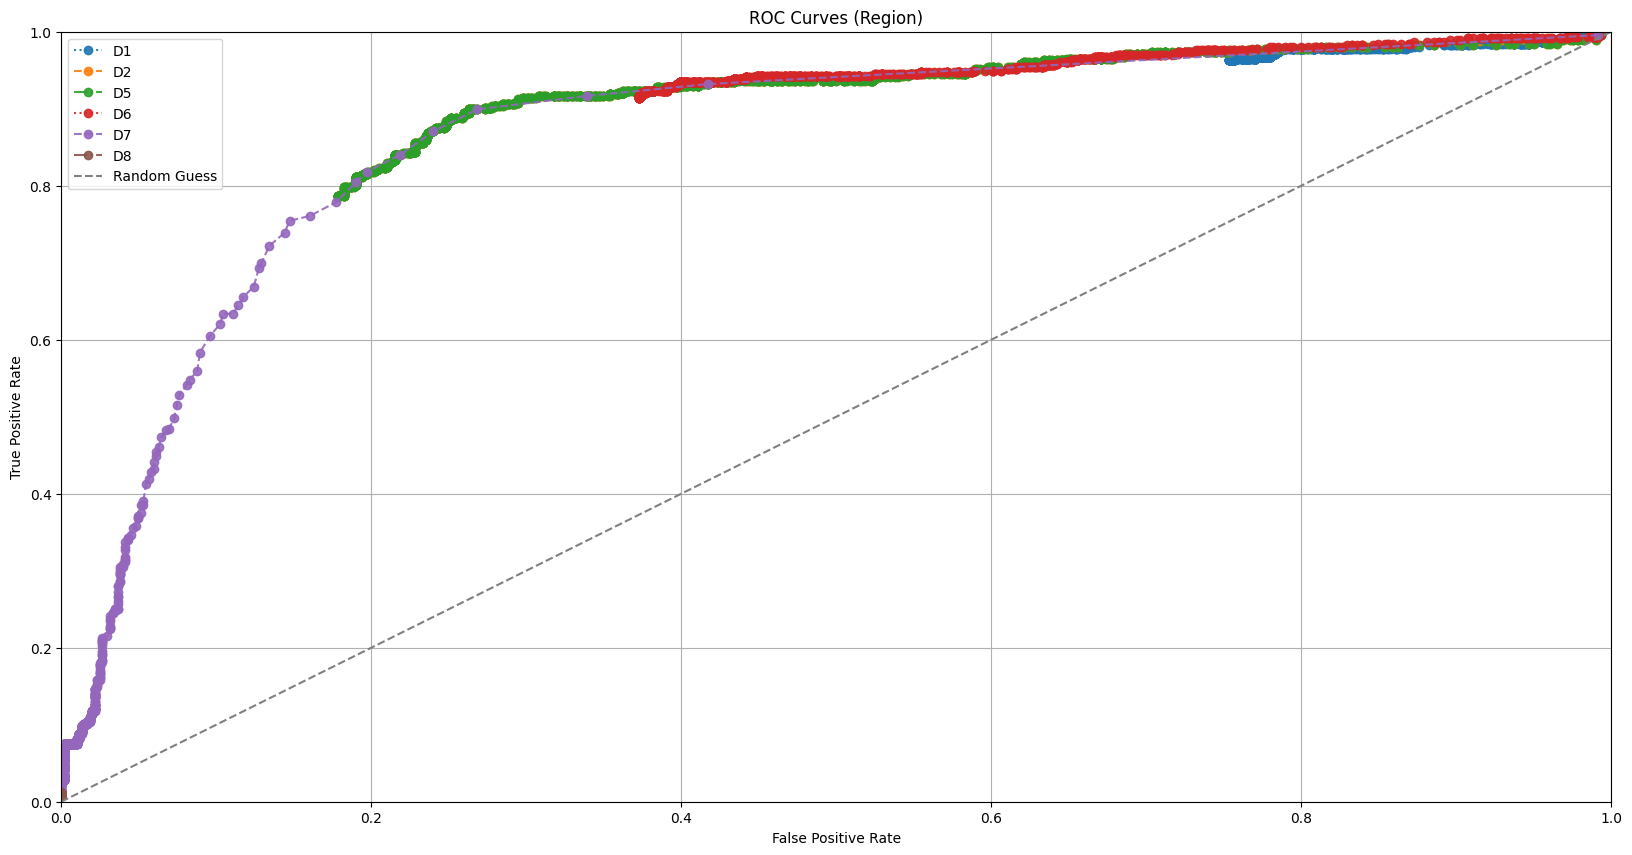 ROC Curves (Region)
1.0
0.8
0.6
0.4
0.2
0.0
True Positive Rate
D1
D2
D5
D6
D7
D8
Random Guess
0.0 0.2 0.4 0.6 0.8 1.0
False Positive Rate